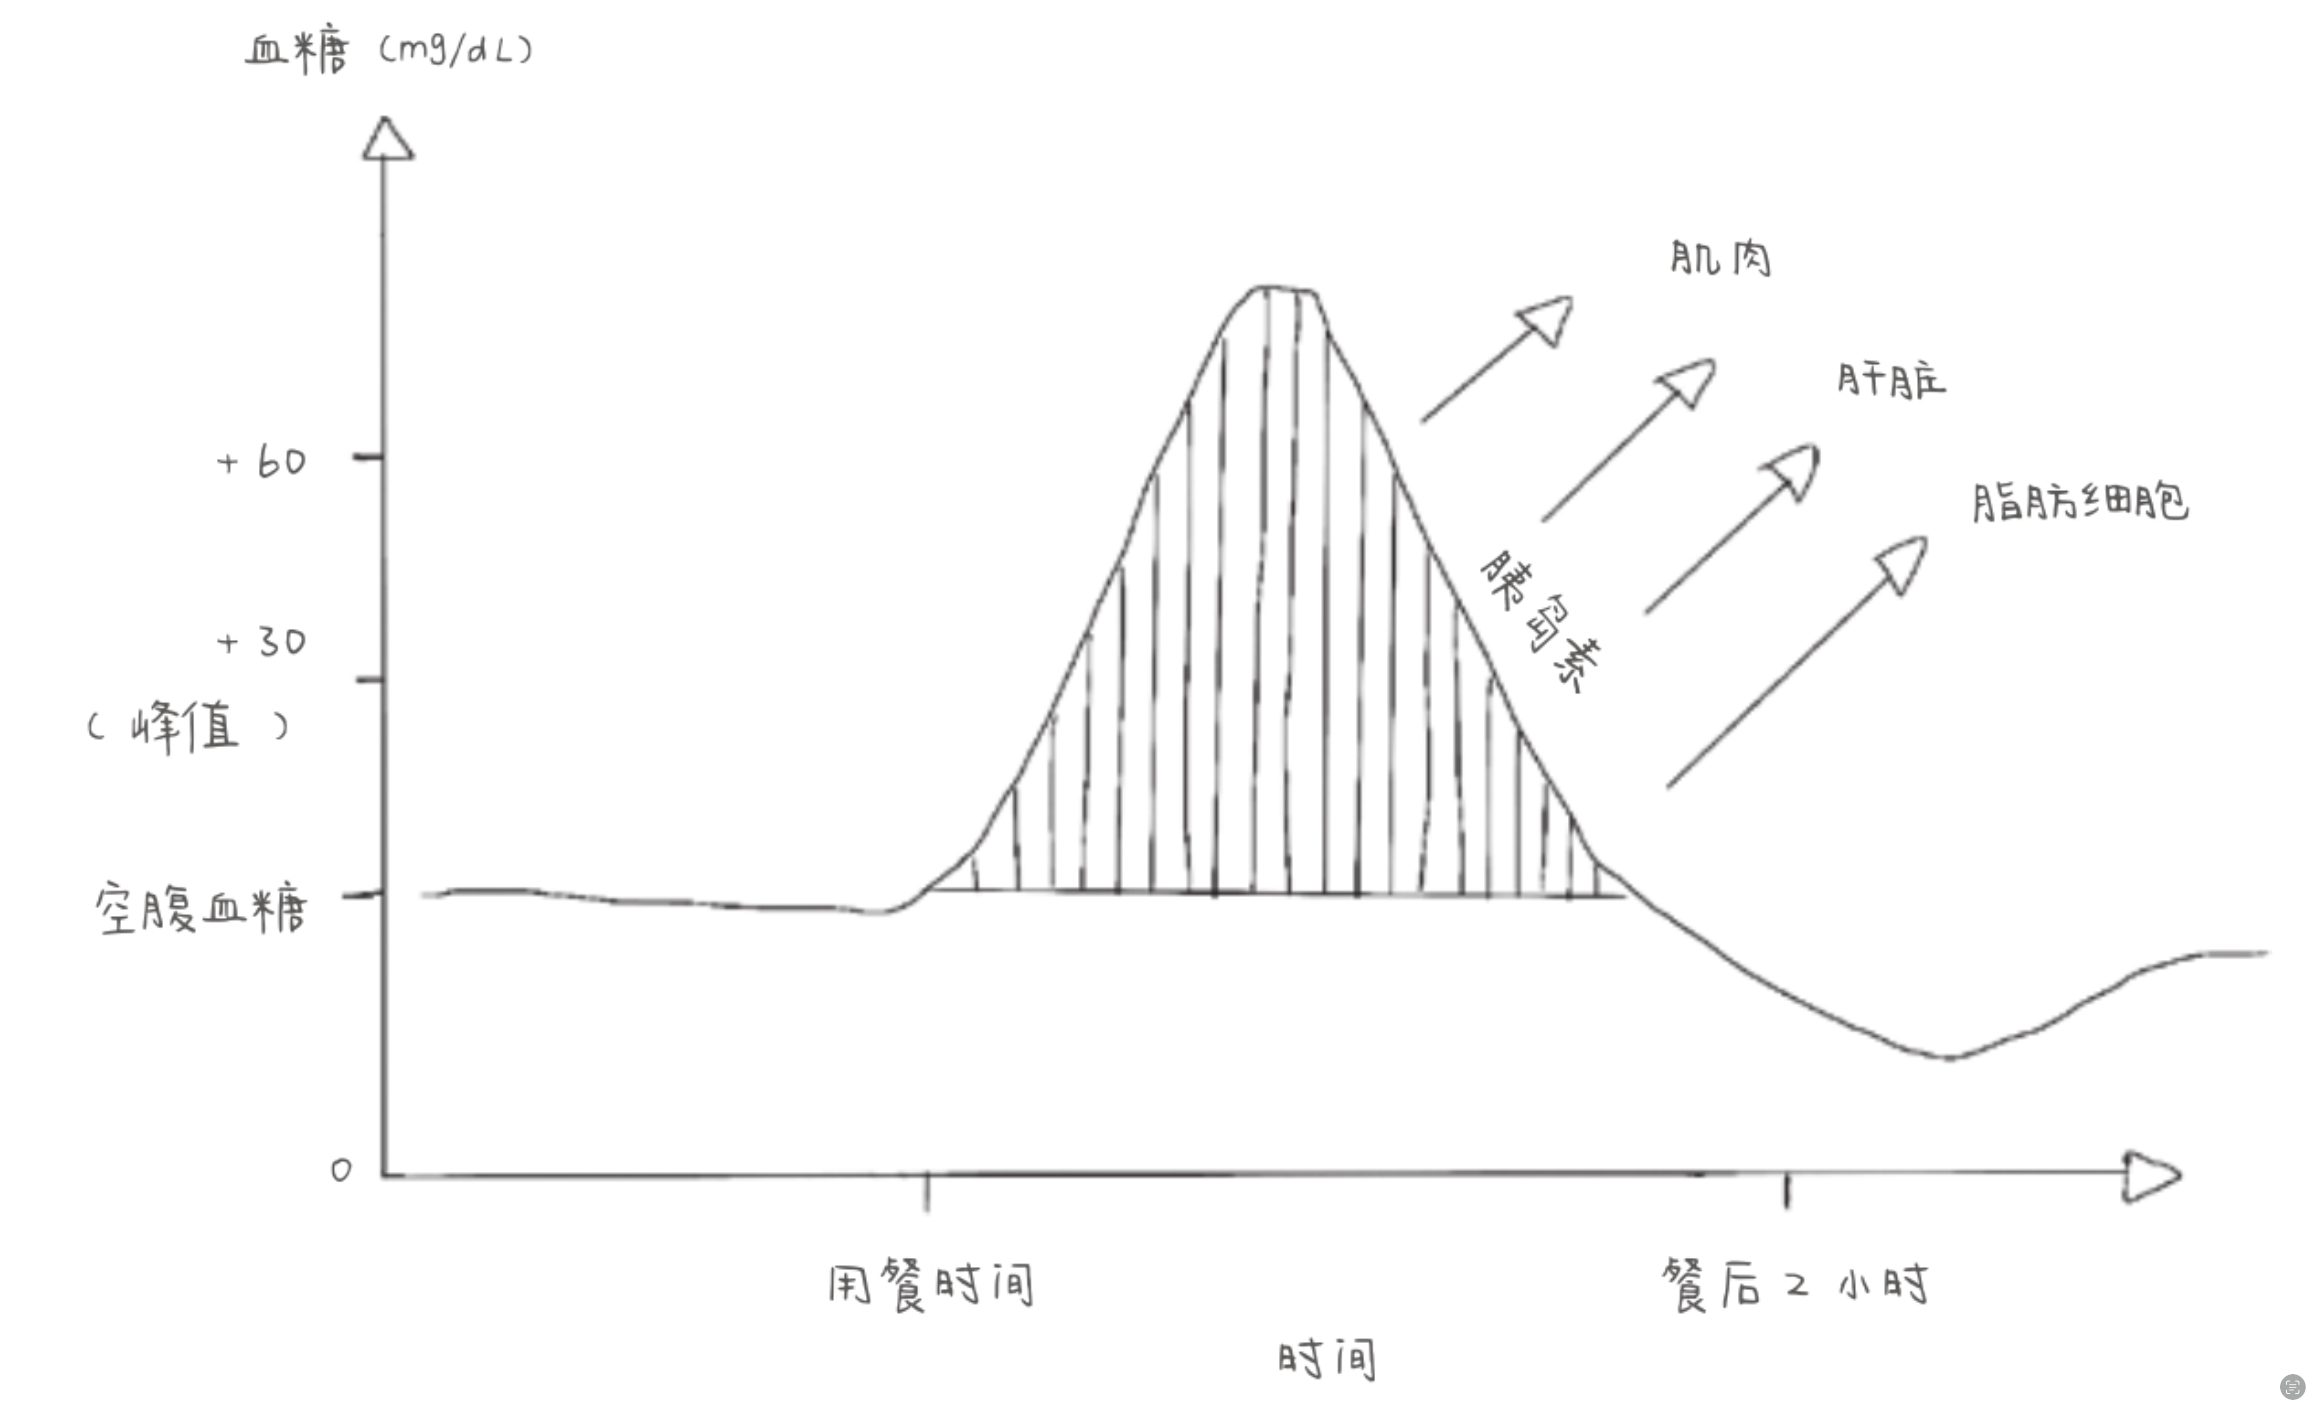 血糖 (mg/dL)
肌肉
肝脏
+ 60
脂肪细胞
胰岛素
+ 30
( 峰值 )
空腹血糖
0
用餐时间
餐后 2 小时
时间